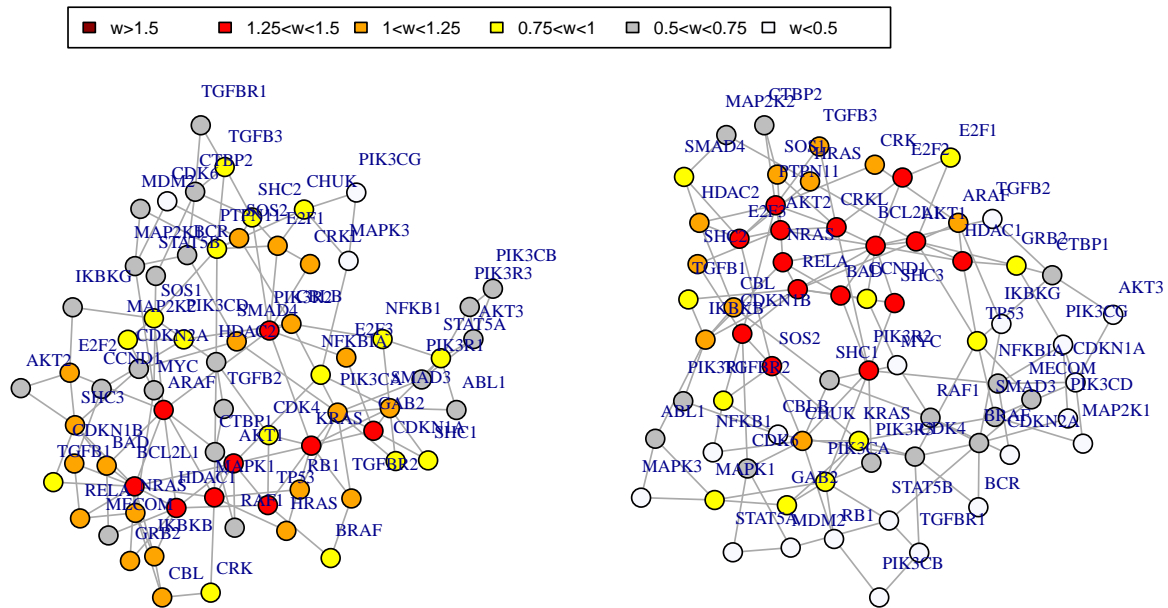 w>1.5 1.25<w<1.5 1<w<1.25 0.75<w<1 0.5<w<0.75 w<0.5
TGFBR1
TGFB3
CTBP2
CDK6
PIK3CG
MDM2
SHC2
CHUK
SOS2
PTPN11
E2F1
BCR
MAP2K1
STAT5B
CRKL
MAPK3
IKBKG
SOS1
PIK3CB
PIK3R3
MAP2K2
PIK3CD
SMAD4
PIK3R2
CBLB
NFKB1
AKT3
STAT5A
CDKN2A
HDAC2
E2F3
NFKBIA
PIK3R1
AKT2
E2F2
CCND1
MYC
TGFB2
PIK3CA
SMAD3
ABL1
SHC3
ARAF
CDK4
GAB2
CDKN1B
CTBP1
KRAS
CDKN1A
SHC1
BAD
AKT1
TGFB1
BCL2L1
MAPK1
RB1
TGFBR2
RELA
NRAS
HDAC1
TP53
MECOM
RAF1
HRAS
IKBKB
GRB2
BRAF
CBL
CRK
MAP2K2
CTBP2
TGFB3
SMAD4
SOS1
HRAS
CRK
E2F1
E2F2
PTPN11
HDAC2
AKT2
CRKL
ARAF
TGFB2
E2F3
BCL2L1
AKT1
SHC2
NRAS
HDAC1
GRB2
CTBP1
TGFB1
RELA
CCND1
BAD
SHC3
CBL
IKBKG
AKT3
IKBKB
CDKN1B
TP53
PIK3CG
SOS2
PIK3R2
MYC
NFKBIA
CDKN1A
PIK3R1
TGFBR2
SHC1
MECOM
RAF1
SMAD3
PIK3CD
ABL1
NFKB1
CBLB
CHUK
KRAS
BRAF
MAP2K1
CDKN2A
CDK6
PIK3R3
CDK4
PIK3CA
MAPK3
MAPK1
GAB2
STAT5B
BCR
STAT5A
MDM2
RB1
TGFBR1
PIK3CB